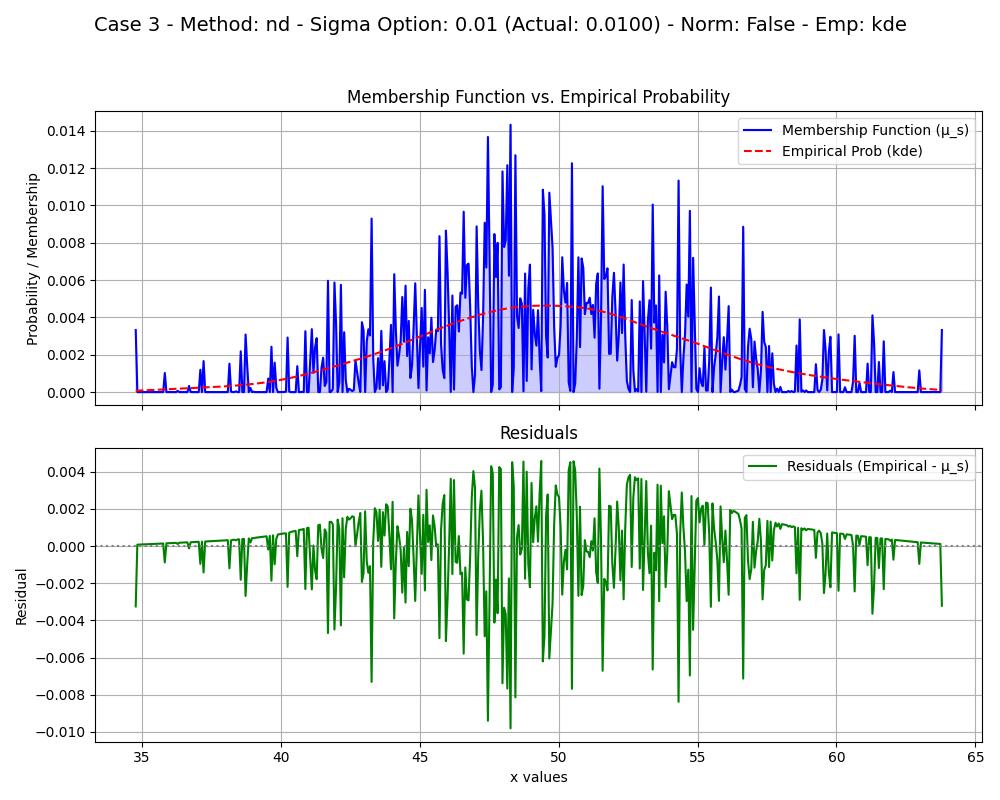 Case 3 - Method: nd - Sigma Option: 0.01 (Actual: 0.0100) - Norm: False - Emp: kde
Membership Function vs. Empirical Probability
Probability / Membership
0.014
0.012
0.010
0.008
0.006
0.004
0.002
0.000
Membership Function (μ_s)
Empirical Prob (kde)
Residuals
Residual
0.004
0.002
0.000
−0.002
−0.004
−0.006
−0.008
−0.010
Residuals (Empirical - μ_s)
35 40 45 50 55 60 65
x values